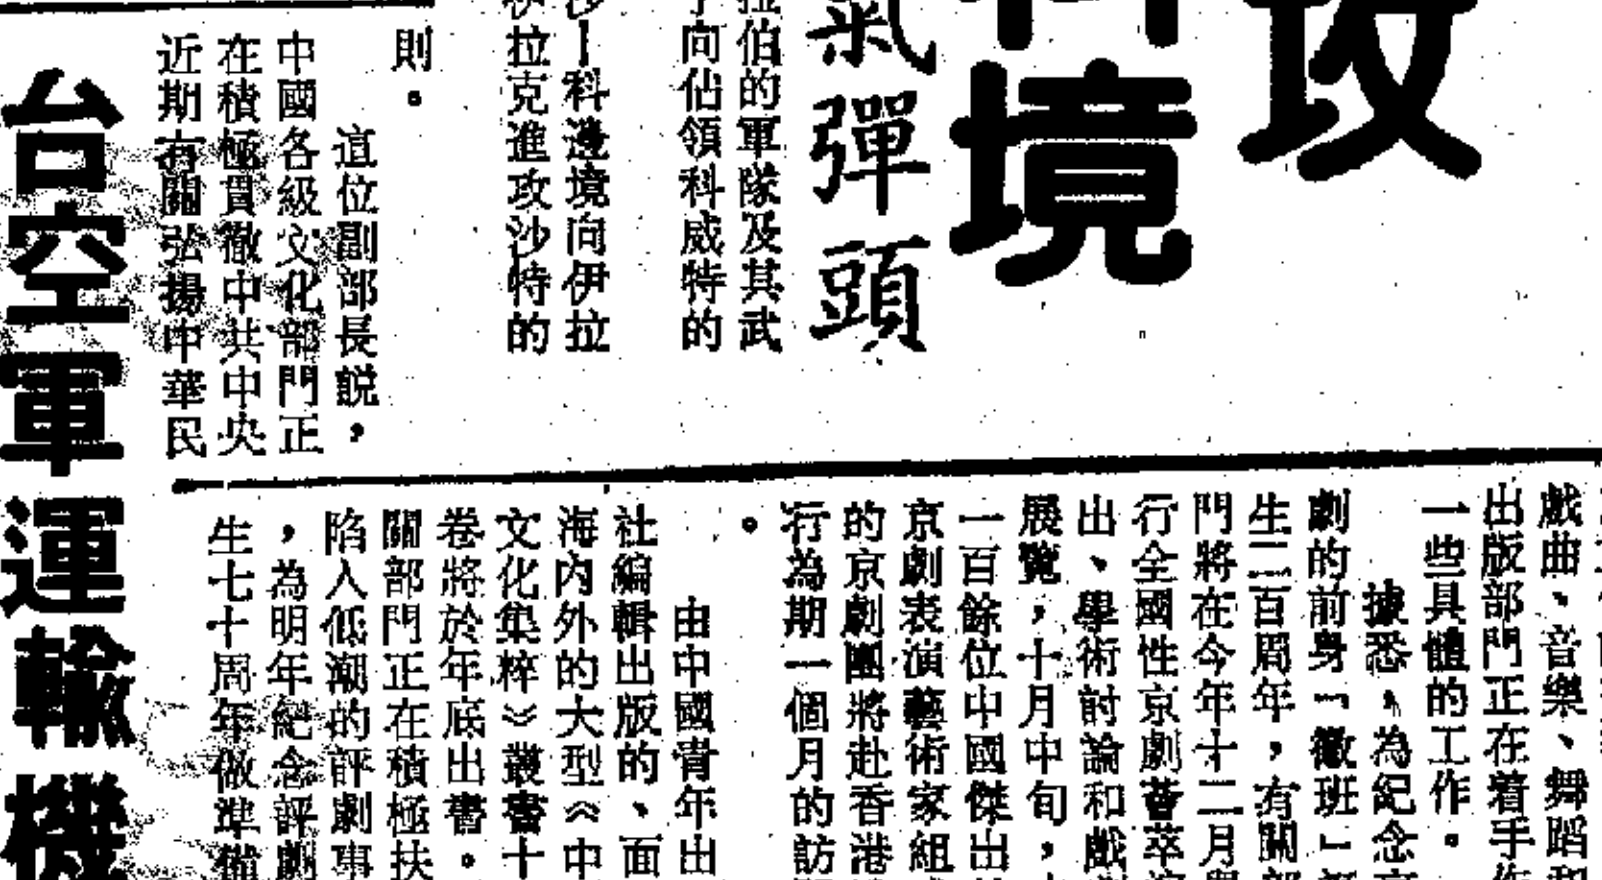 攻
境
氣彈頭
拉伯的軍隊及其武
向佔領科威特的
沙—科邊境向伊拉
伊拉克進攻沙特的
則。
這位副部長説，
中國各級文化部門正
在積極貫徹中共中央
近期有關弘揚中華民
台空軍運輸機
戲曲、音樂、舞蹈和
出版部門正在着手
一些具體的工作。
據悉，為紀念
劇的前身「徽班」
生二百周年，有關部
門將在今年十二月
行全國性京劇薈萃
出、學術討論和戲
展覽，十月中旬，
一百餘位中國傑出
京劇表演藝術家組
的京劇團將赴香港
行為期一個月的訪
。
由中國青年出
社編輯出版的、面
海內外的大型《中
文化集粹》叢書十
卷將於年底出書。
關部門正在積極扶
陷入低潮的評劇事
，為明年紀念評劇
生七十周年做準備